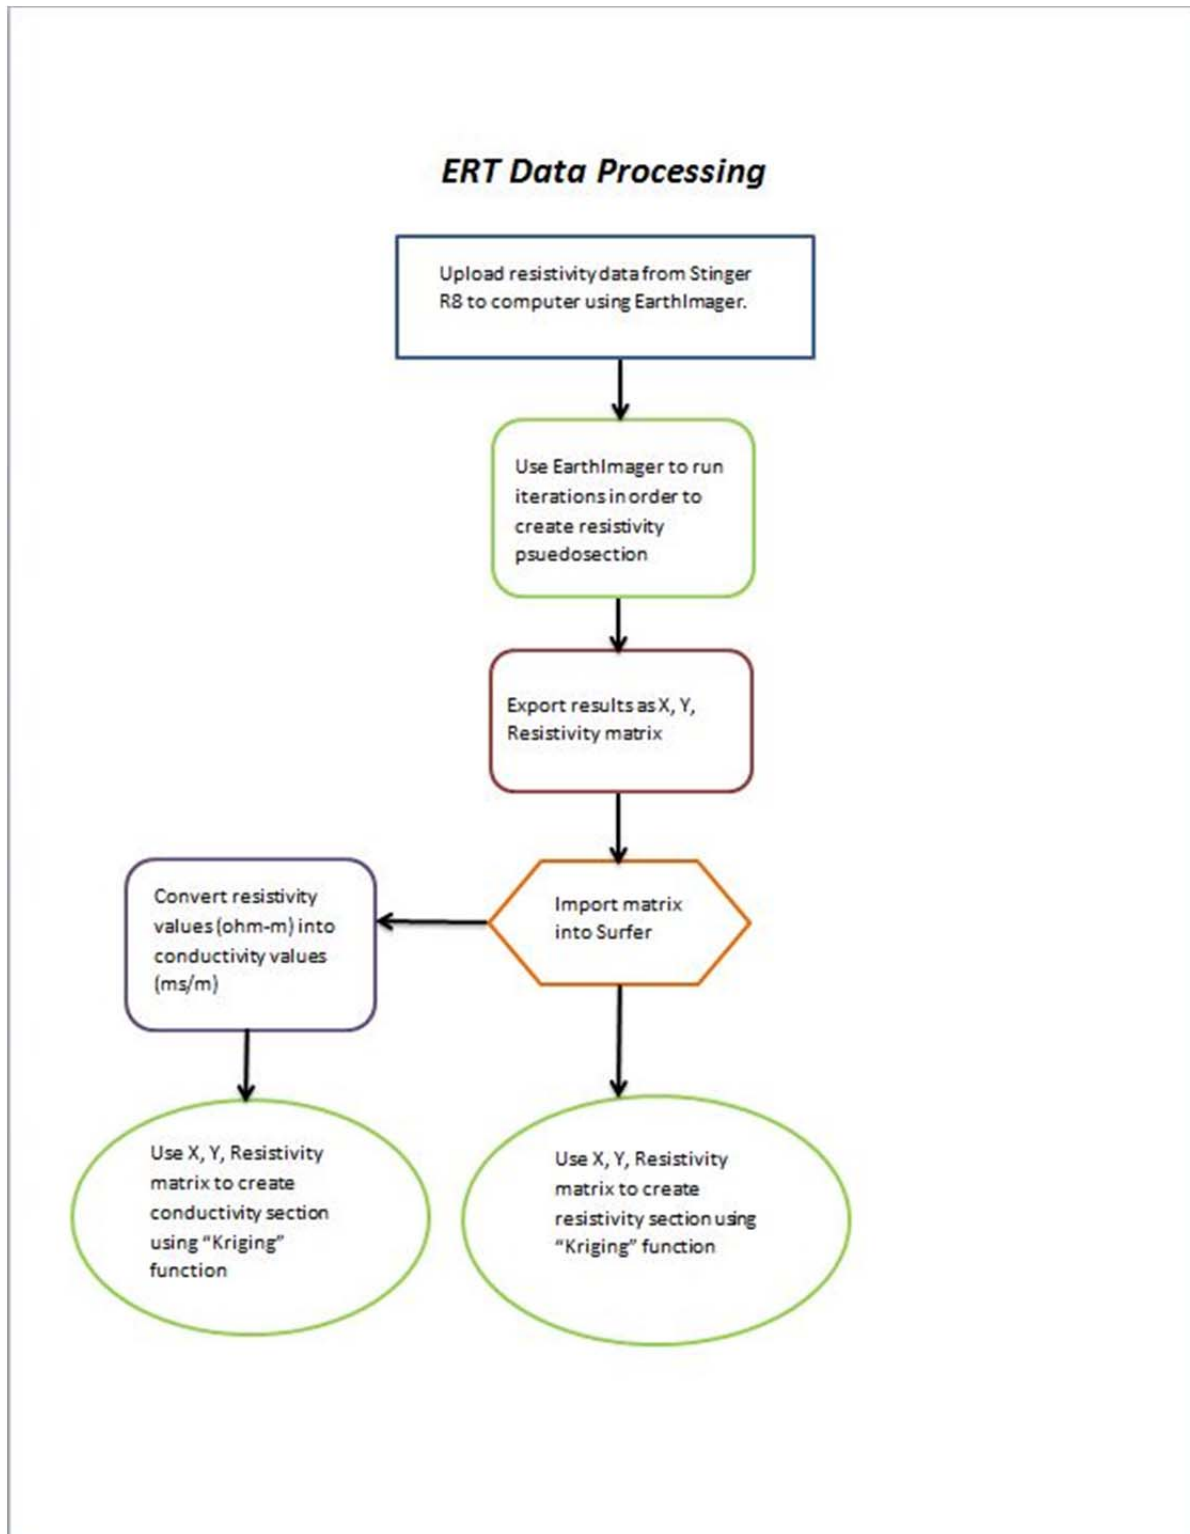 ERT Data Processing
Upload resistivity data from Stinger
R8 to computer using EarthImager.
Use EarthImager to run
iterations in order to
create resistivity
psuedosection
Export results as X, Y,
Resistivity matrix
Import matrix
into Surfer
Convert resistivity
values (ohm-m) into
conductivity values
(ms/m)
Use X, Y, Resistivity
matrix to create
conductivity section
using “Kriging”
function
Use X, Y, Resistivity
matrix to create
resistivity section using
“Kriging” function